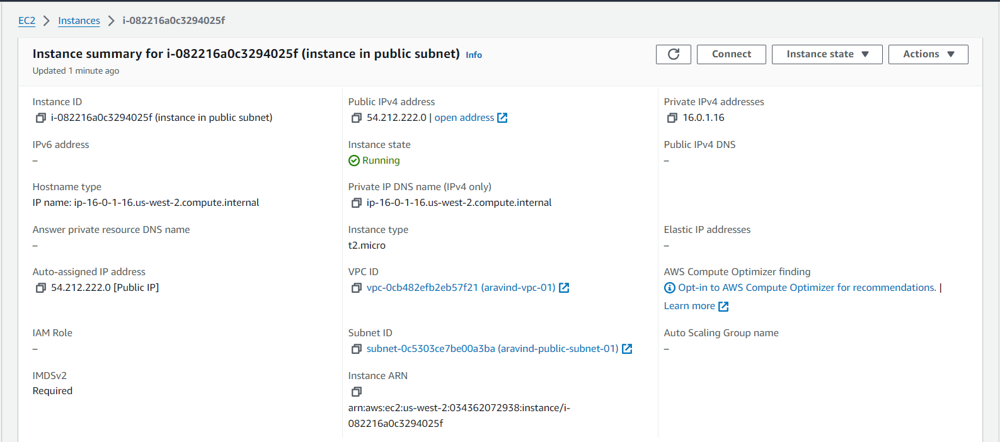 EC2 > Instances > i-082216a0c3294025f
Instance summary for i-082216a0c3294025f (instance in public subnet) Info
Updated 1 minute ago
Connect
Instance state
Actions
Instance ID
i-082216a0c3294025f (instance in public subnet)
Public IPv4 address
54.212.222.0 | open address
Private IPv4 addresses
16.0.1.16
IPv6 address
–
Instance state
Running
Public IPv4 DNS
–
Hostname type
IP name: ip-16-0-1-16.us-west-2.compute.internal
Private IP DNS name (IPv4 only)
ip-16-0-1-16.us-west-2.compute.internal
Answer private resource DNS name
–
Instance type
t2.micro
Elastic IP addresses
–
Auto-assigned IP address
54.212.222.0 [Public IP]
VPC ID
vpc-0cb482efb2eb57f21 (aravind-vpc-01)
AWS Compute Optimizer finding
Opt-in to AWS Compute Optimizer for recommendations. |
Learn more
IAM Role
–
Subnet ID
subnet-0c5303ce7be00a3ba (aravind-public-subnet-01)
Auto Scaling Group name
–
IMDSv2
Required
Instance ARN
arn:aws:ec2:us-west-2:034362072938:instance/i-
082216a0c3294025f